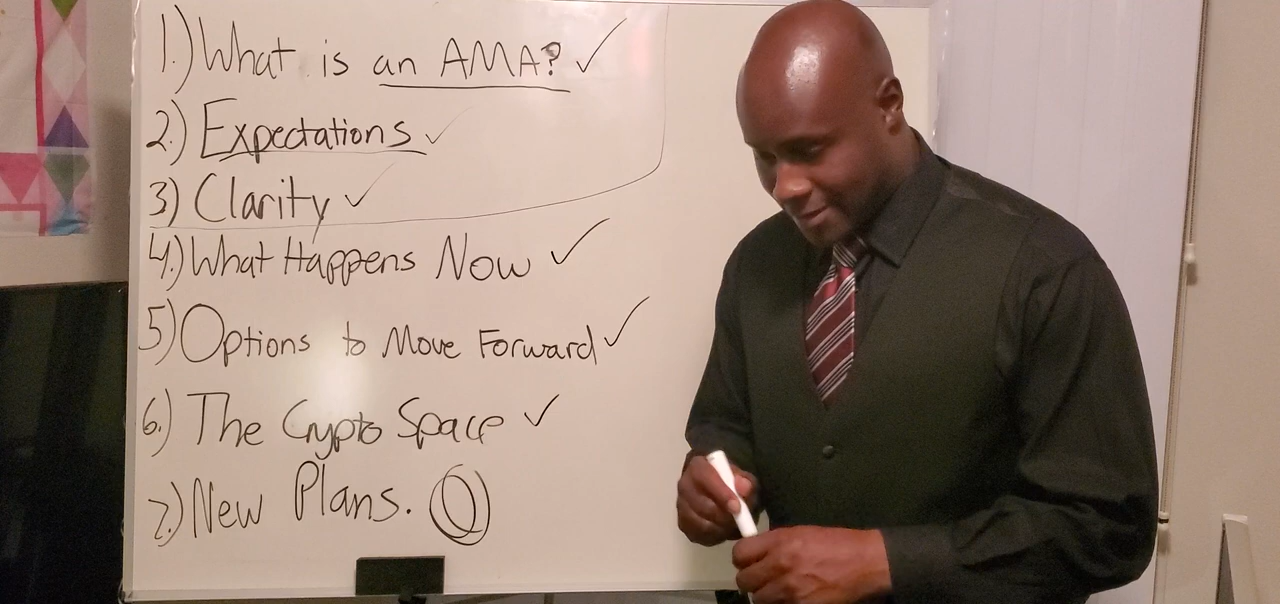 1.) What is an AMA? ✓
2.) Expectations ✓
3) Clarity ✓
4.) What Happens Now ✓
5) Options to Move Forward ✓
6.) The Crypto Space ✓
7.) New Plans.